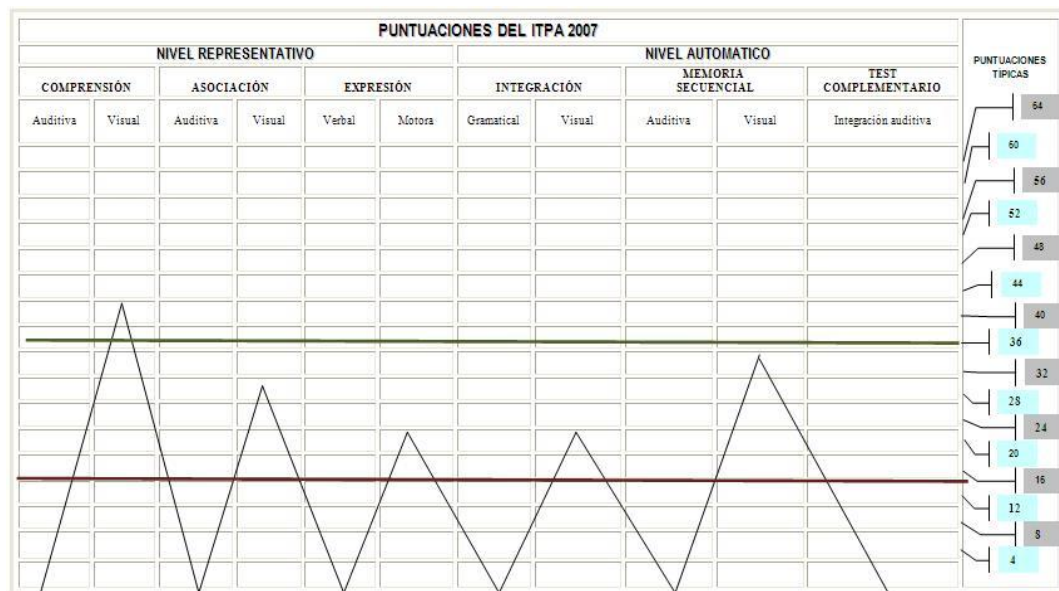 PUNTUACIONES DEL ITPA 2007
NIVEL REPRESENTATIVO NIVEL AUTOMATICO
PUNTUACIONES
TÍPICAS
COMPRENSIÓN ASOCIACIÓN EXPRESIÓN INTEGRACIÓN MEMORIA SECUENCIAL TEST COMPLEMENTARIO
Auditiva Visual Auditiva Visual Verbal Motora Gramatical Visual Auditiva Visual Integración auditiva
64
60
56
52
48
44
40
36
32
28
24
20
16
12
8
4